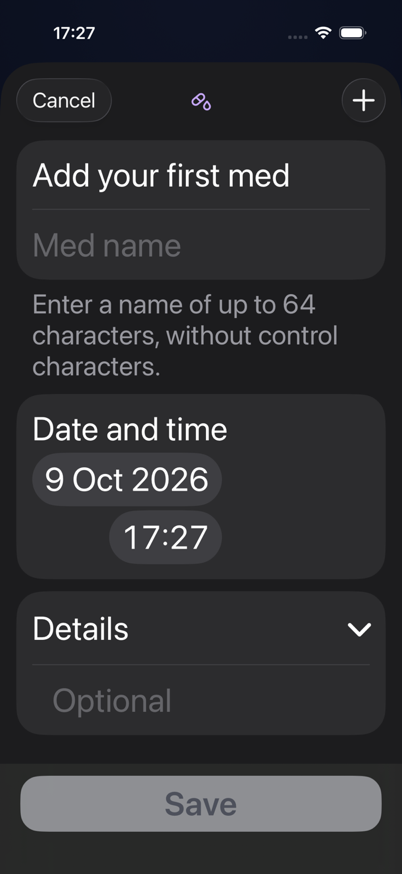 17:27
Cancel
Add your first med
Med name
Enter a name of up to 64
characters, without control
characters.
Date and time
9 Oct 2026
17:27
Details
Optional
Save